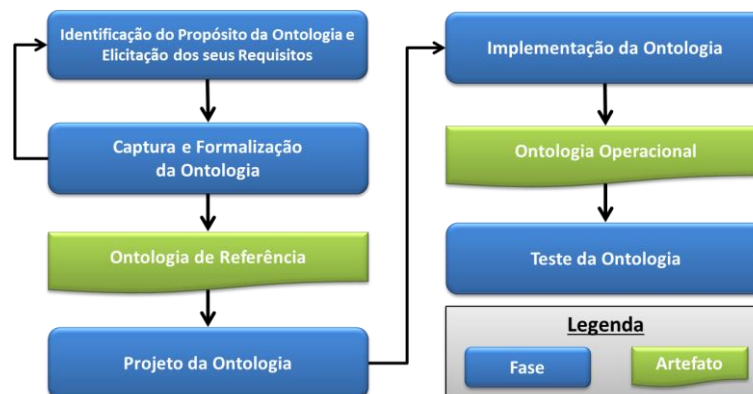 Identificação do Propósito da Ontologia e
Elicitação dos seus Requisitos
Captura e Formalização
da Ontologia
Ontologia de Referência
Projeto da Ontologia
Implementação da Ontologia
Ontologia Operacional
Teste da Ontologia
Legenda
Fase
Artefato